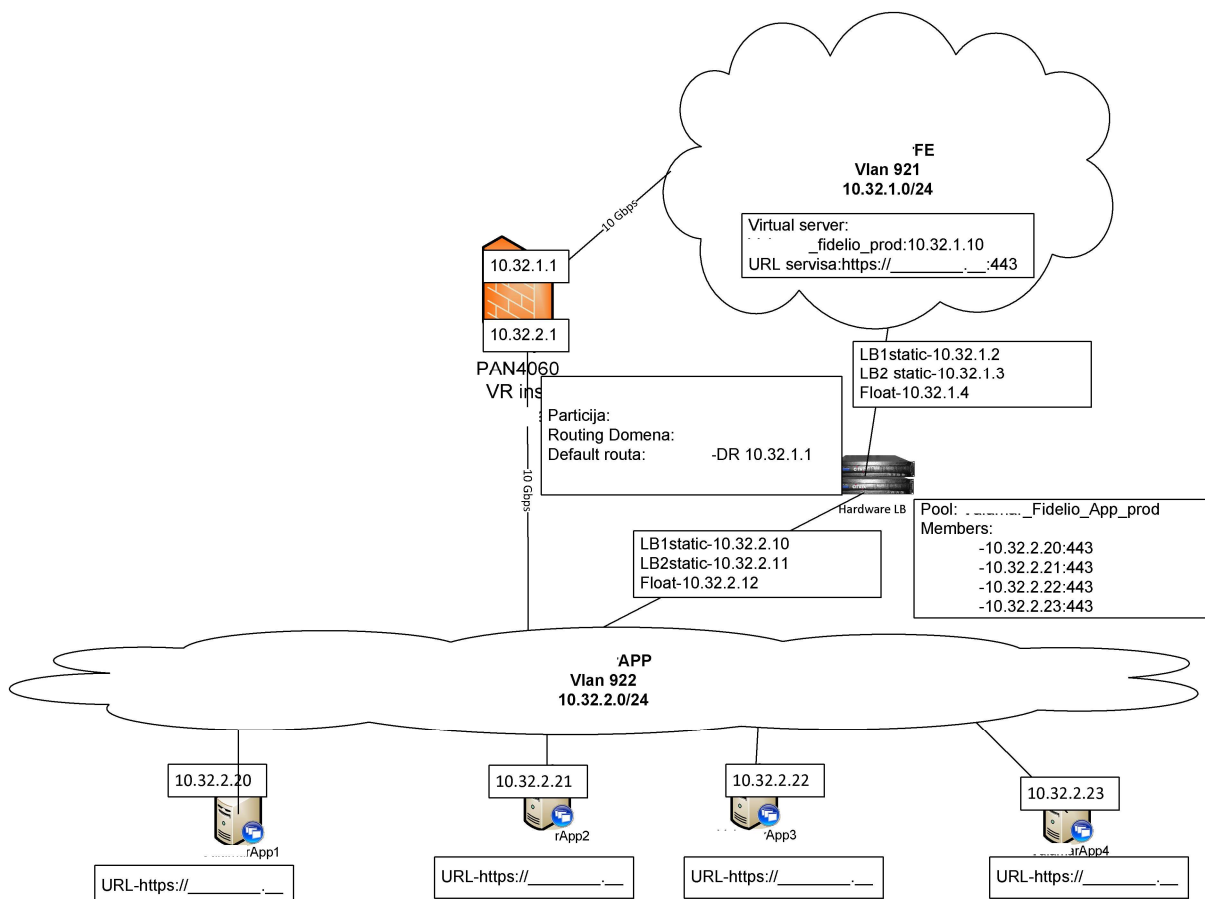 FE
Vlan 921
10.32.1.0/24
Virtual server:
_fidelio_prod:10.32.1.10
URL servisa:https://_________.__:443
10 Gbps
10.32.1.1
10.32.2.1
PAN4060
VR ins
LB1static-10.32.1.2
LB2 static-10.32.1.3
Float-10.32.1.4
Particija:
Routing Domena:
Default routa: -DR 10.32.1.1
10 Gbps
Hardware LB
Pool: _Fidelio_App_prod
Members:
-10.32.2.20:443
-10.32.2.21:443
-10.32.2.22:443
-10.32.2.23:443
LB1static-10.32.2.10
LB2static-10.32.2.11
Float-10.32.2.12
APP
Vlan 922
10.32.2.0/24
10.32.2.20
10.32.2.21
10.32.2.22
10.32.2.23
rApp1
rApp2
rApp3
arApp4
URL-https://_________.__
URL-https://_________.__
URL-https://_________.__
URL-https://_________.__